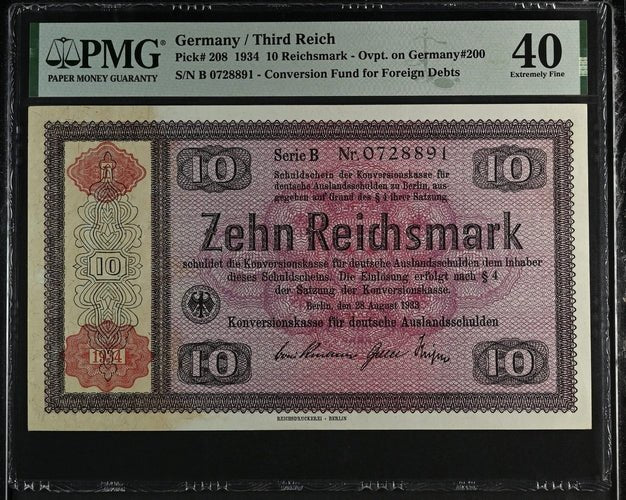 PMG
PAPER MONEY GUARANTY
Germany / Third Reich
Pick# 208 1934 10 Reichsmark - Ovpt. on Germany#200
S/N B 0728891 - Conversion Fund for Foreign Debts
40
Extremely Fine
10
Serie B Nr. 0728891
10
Schuldschein der Konversionskasse für
deutsche Auslandsschulden zu Berlin, aus
gegeben auf Grund des § 4 ihrer Satzung.
Zehn Reichsmark
schuldet die Konversionskasse für deutsche Auslandsschulden dem Inhaber
dieses Schuldscheins. Die Einlösung erfolgt nach § 4
der Satzung der Konversionskasse.
Berlin, den 28 August 1933
Konversionskasse für deutsche Auslandsschulden
10
1934
10
10
REICHSDRUCKEREI - BERLIN